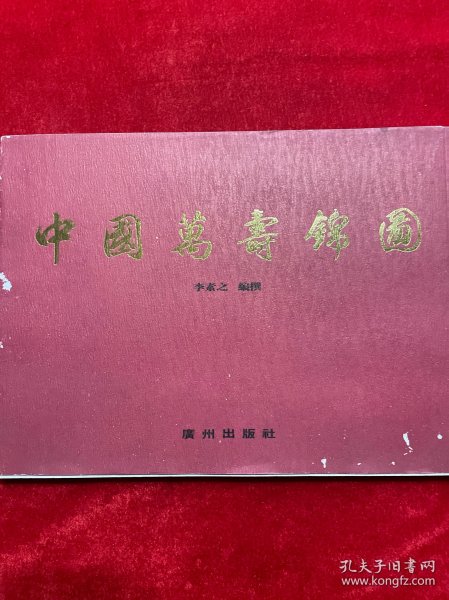 中國萬壽錦圖
李素之 編撰
廣州出版社
孔夫子旧书网
www.kongfz.com